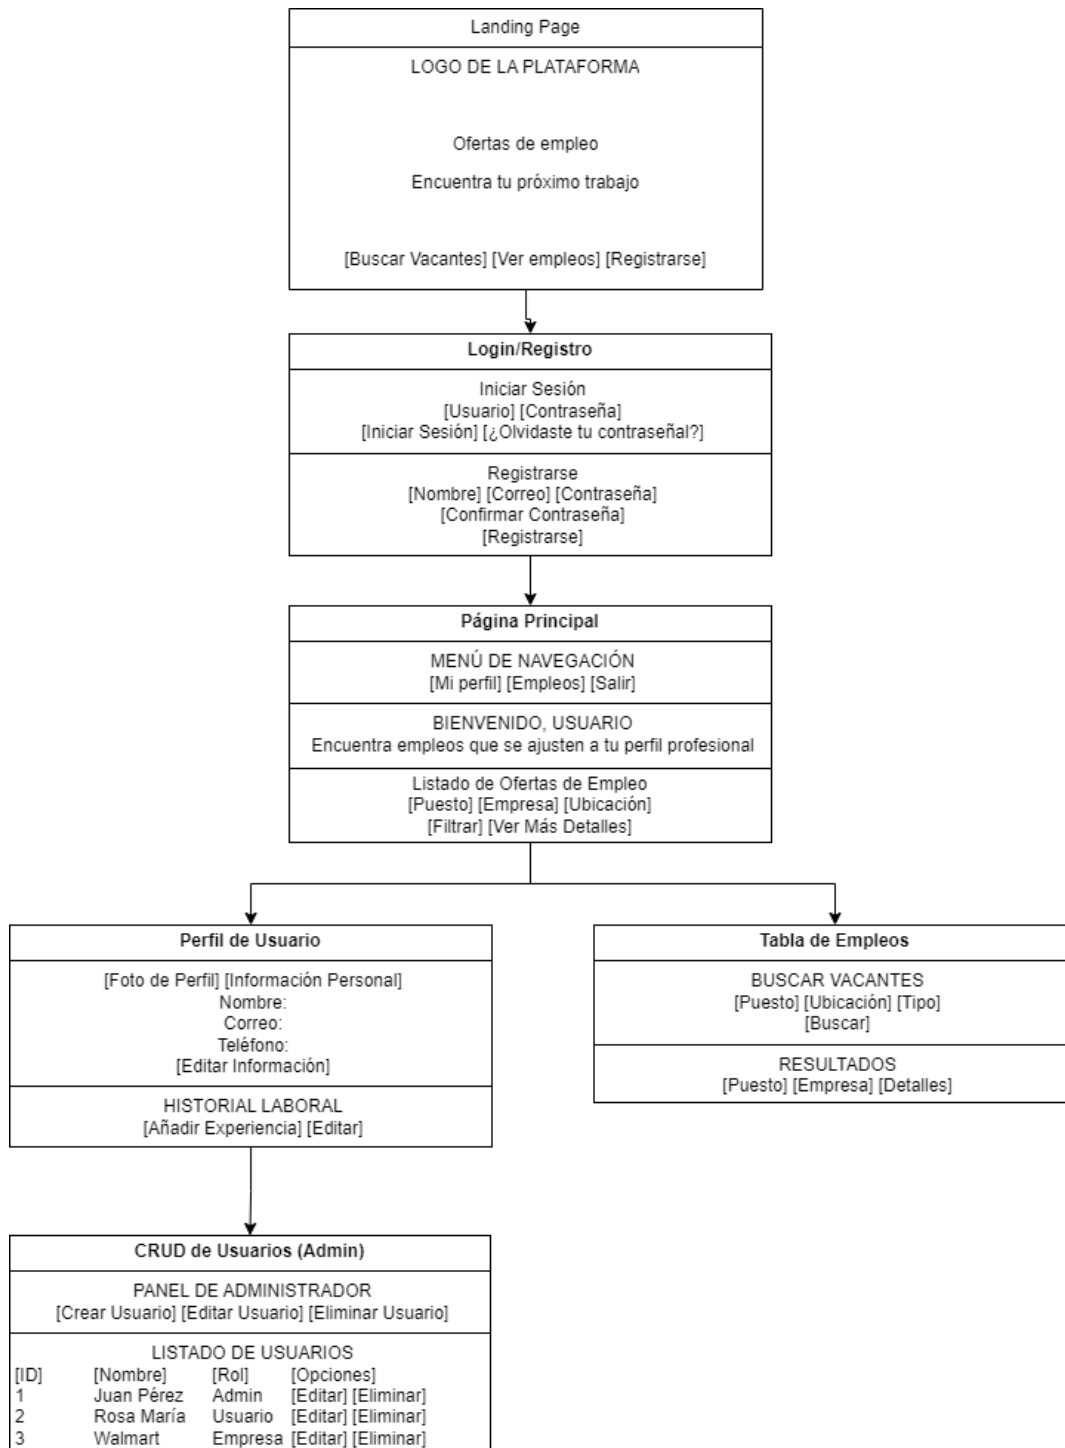 Landing Page
LOGO DE LA PLATAFORMA
Ofertas de empleo
Encuentra tu próximo trabajo
[Buscar Vacantes] [Ver empleos] [Registrarse]
Login/Registro
Iniciar Sesión
[Usuario] [Contraseña]
[Iniciar Sesión] [¿Olvidaste tu contraseñal?]
Registrarse
[Nombre] [Correo] [Contraseña]
[Confirmar Contraseña]
[Registrarse]
Página Principal
MENÚ DE NAVEGACIÓN
[Mi perfil] [Empleos] [Salir]
BIENVENIDO, USUARIO
Encuentra empleos que se ajusten a tu perfil profesional
Listado de Ofertas de Empleo
[Puesto] [Empresa] [Ubicación]
[Filtrar] [Ver Más Detalles]
Perfil de Usuario
[Foto de Perfil] [Información Personal]
Nombre:
Correo:
Teléfono:
[Editar Información]
HISTORIAL LABORAL
[Añadir Experiencia] [Editar]
Tabla de Empleos
BUSCAR VACANTES
[Puesto] [Ubicación] [Tipo]
[Buscar]
RESULTADOS
[Puesto] [Empresa] [Detalles]
CRUD de Usuarios (Admin)
PANEL DE ADMINISTRADOR
[Crear Usuario] [Editar Usuario] [Eliminar Usuario]
LISTADO DE USUARIOS
[ID] [Nombre] [Rol] [Opciones]
1 Juan Pérez Admin [Editar] [Eliminar]
2 Rosa María Usuario [Editar] [Eliminar]
3 Walmart Empresa [Editar] [Eliminar]